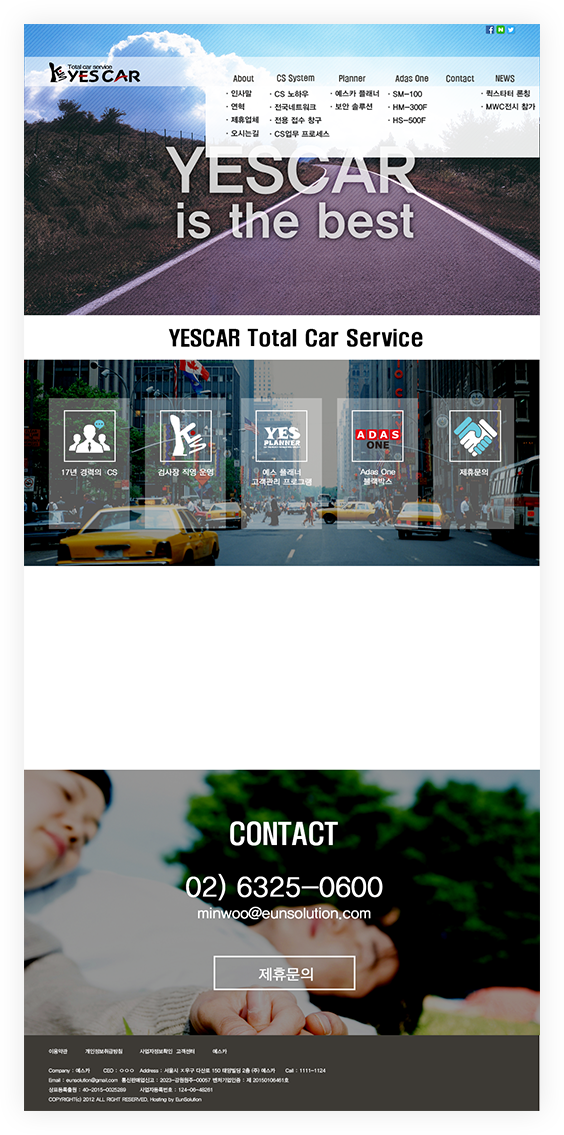 Total car service
YES CAR
About CS System Planner Adas One Contact NEWS
· 인사말 · CS 노하우 · 예스카 플래너 · SM-100 · 퀵스타터 론칭
· 연혁 · 전국네트워크 · 보안 솔루션 · HM-300F · MWC전시 참가
· 제휴업체 · 전용 접수 창구 · HS-500F
· 오시는길 · CS업무 프로세스
YESCAR
is the best
YESCAR Total Car Service
YES
PLANNER
ADAS
ONE
17년 경력의 CS 검사장 직영 운영 예스 플래너 Adas One 제휴문의
고객관리 프로그램 블랙박스
CONTACT
02) 6325-0600
minwoo@eunsolution.com
제휴문의
이용약관 개인정보취급방침 사업자정보확인 고객센터 예스카
Company : 예스카 CEO : ㅇㅇㅇ Address : 서울시 X무구 다산로 150 태양빌딩 2층 (주) 예스카 Call : 1111-1124
Email : eunsolution@gmail.com 통신판매업신고 : 2023-강원원주-00057 벤처기업인증 : 제 20150106461호
상표등록출원 : 40-2015-0025289 사업자등록번호 : 124-06-48261
COPYRIGHT(c) 2012 ALL RIGHT RESERVED. Hosting by EunSolution